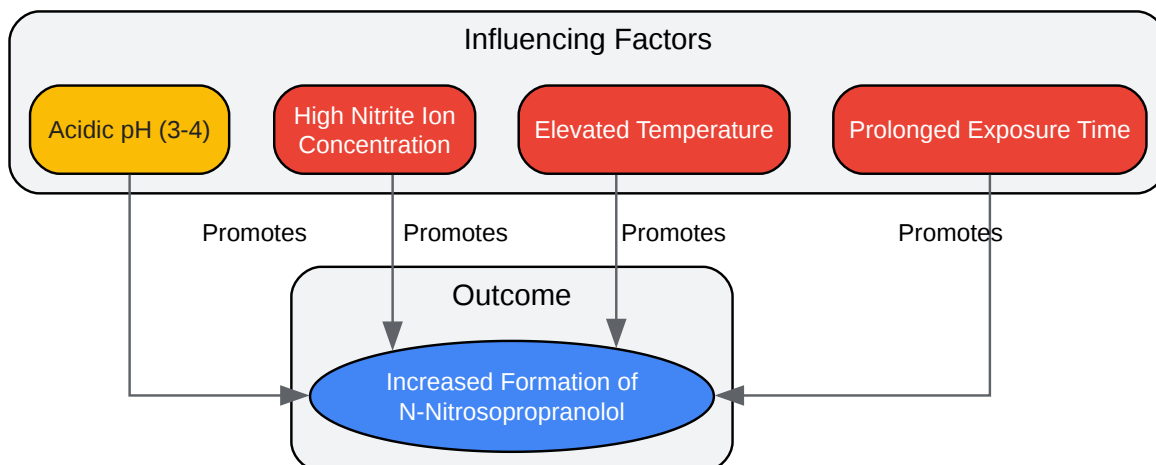 Influencing Factors
Acidic pH (3-4)
High Nitrite Ion
Concentration
Elevated Temperature
Prolonged Exposure Time
Promotes
Promotes
Promotes
Promotes
Outcome
Increased Formation of
N-Nitrosopropranolol